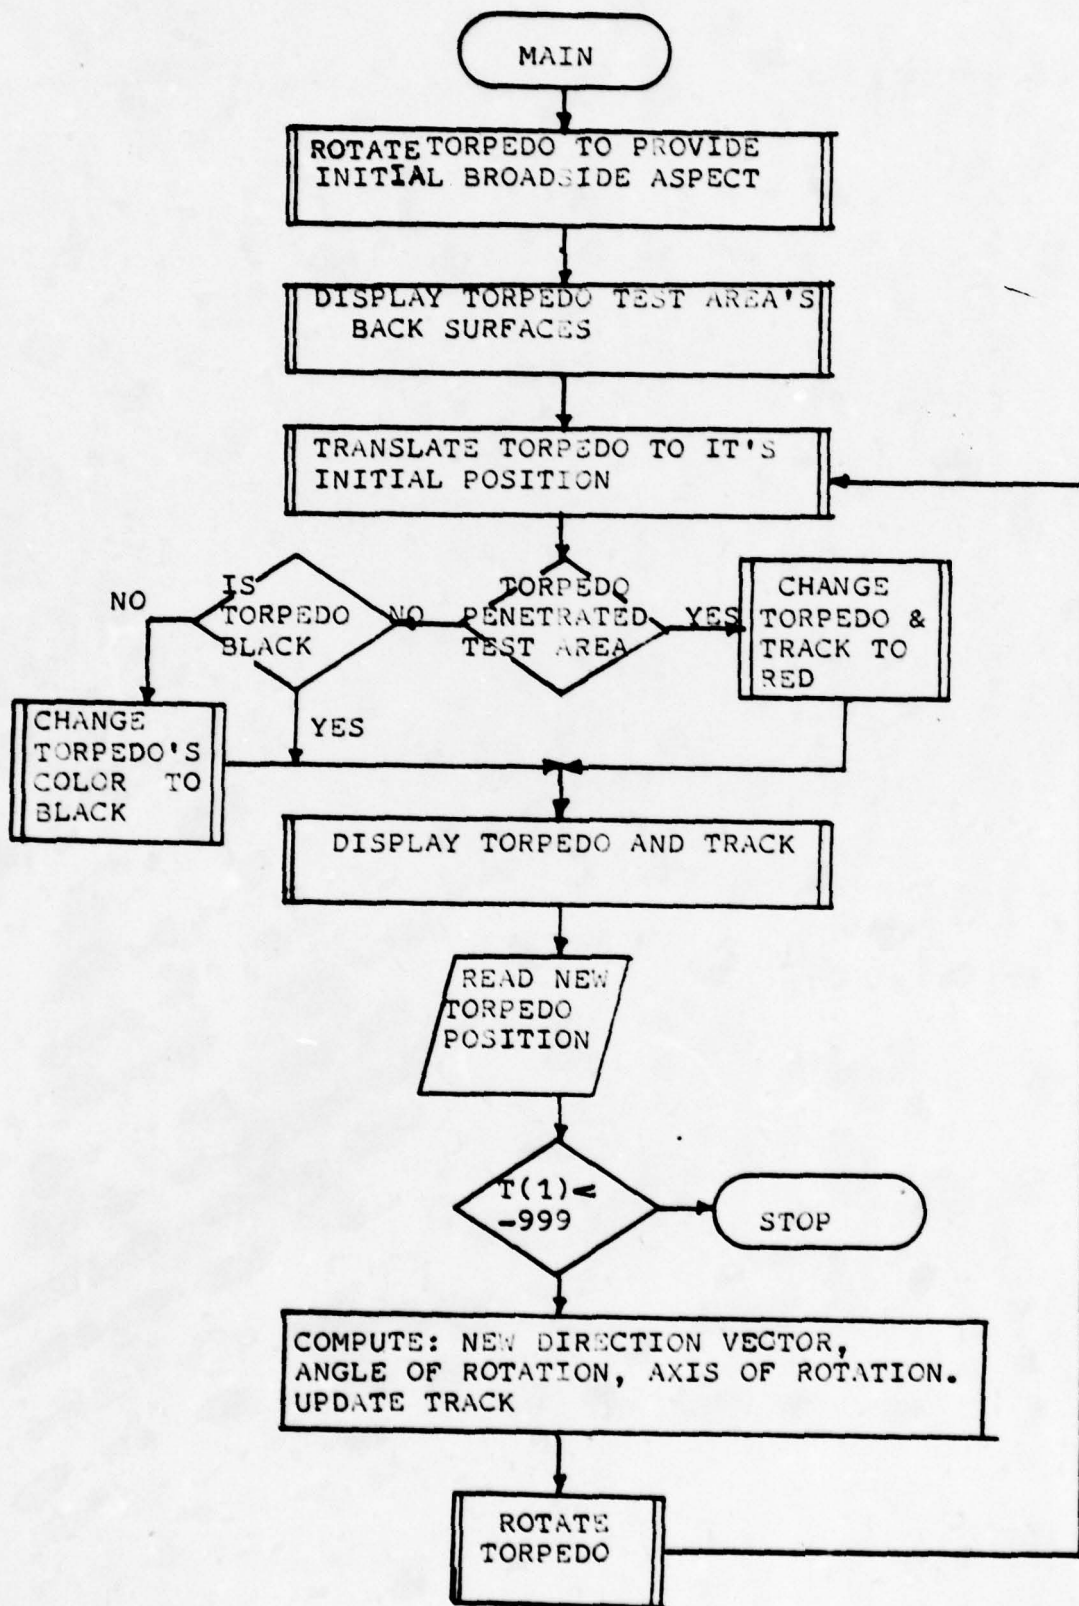 MAIN
ROTATE TORPEDO TO PROVIDE
INITIAL BROADSIDE ASPECT
DISPLAY TORPEDO TEST AREA'S
BACK SURFACES
TRANSLATE TORPEDO TO IT'S
INITIAL POSITION
NO
IS
TORPEDO
BLACK
NO
TORPEDO
PENETRATED
TEST AREA
YES
CHANGE
TORPEDO &
TRACK TO
RED
YES
CHANGE
TORPEDO'S
COLOR TO
BLACK
DISPLAY TORPEDO AND TRACK
READ NEW
TORPEDO
POSITION
T(1)<
-999
STOP
COMPUTE: NEW DIRECTION VECTOR,
ANGLE OF ROTATION, AXIS OF ROTATION.
UPDATE TRACK
ROTATE
TORPEDO